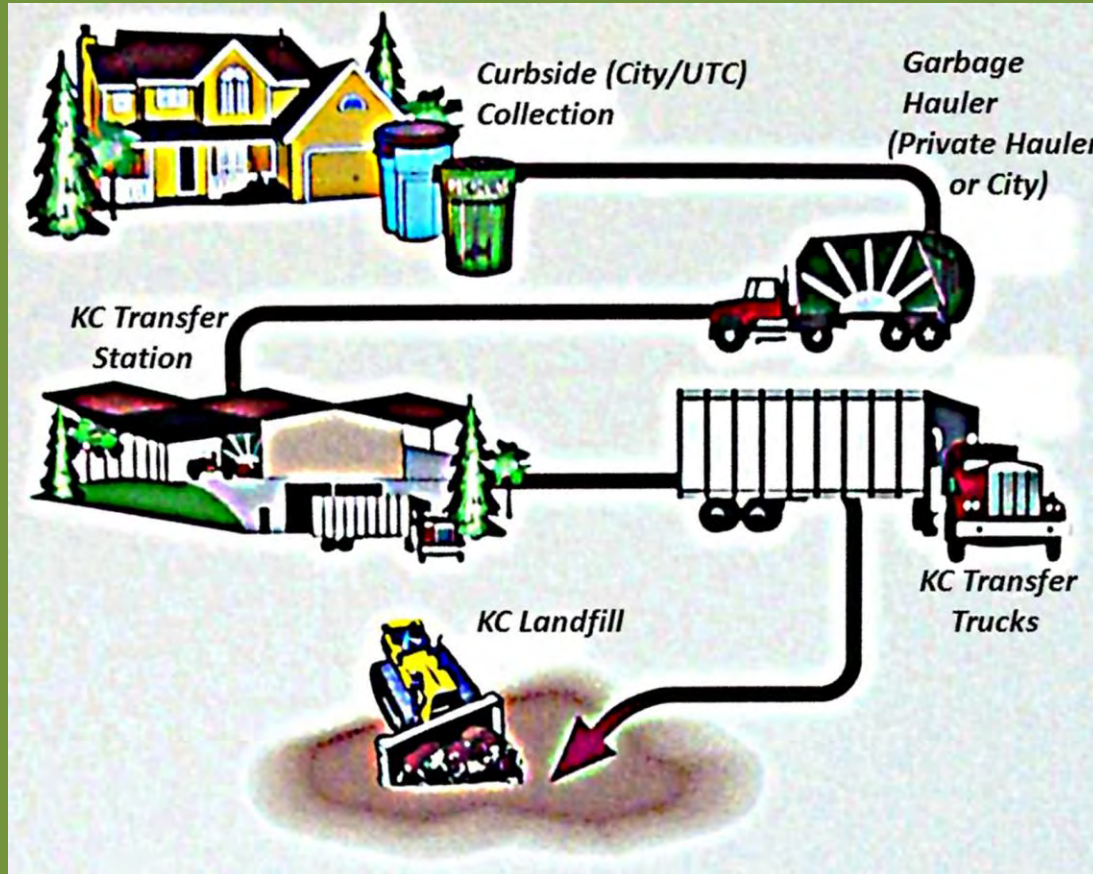 Curbside (City/UTC)
Collection
Garbage
Hauler
(Private Hauler
or City)
KC Transfer
Station
KC Transfer
Trucks
KC Landfill